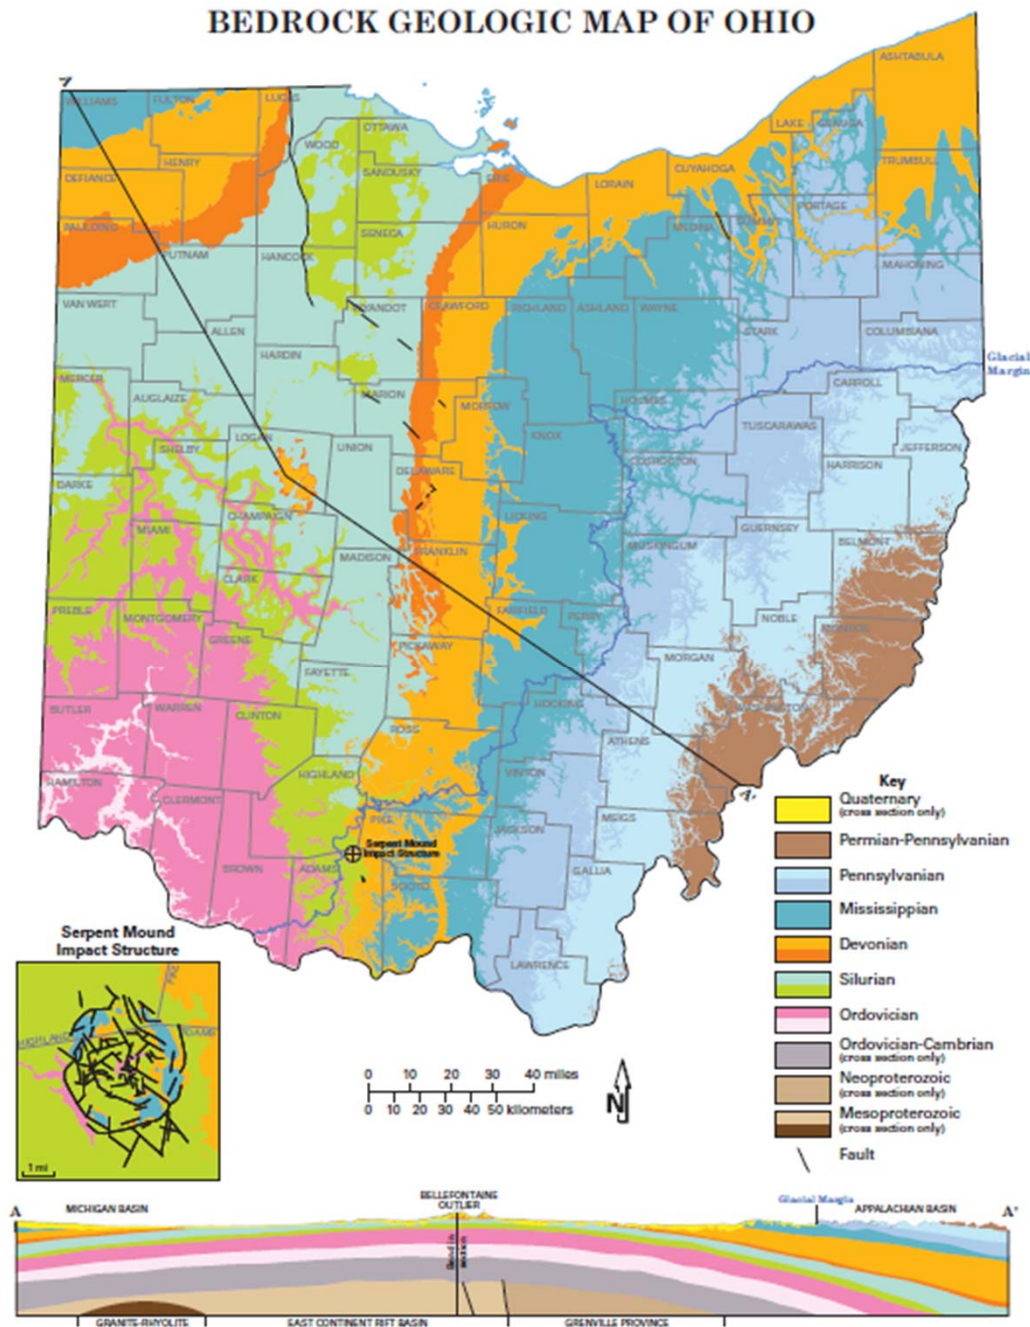 BEDROCK GEOLOGIC MAP OF OHIO
A
WILLIAMS
FULTON
LUCAS
OTTAWA
WOOD
SANDUSKY
ERIE
LORAIN
CUYAHOGA
LAKE
GEAUGA
ASHTABULA
TRUMBULL
HENRY
DEFIANCE
PAULDING
PUTNAM
HANCOCK
SENECA
HURON
MEDINA
SUMMIT
PORTAGE
MAHONING
VAN WERT
ALLEN
WYANDOT
CRAWFORD
RICHLAND
ASHLAND
WAYNE
STARK
COLUMBIANA
Glacial
Margin
HARDIN
MERCER
AUGLAIZE
MARION
MORROW
HOLMES
CARROLL
TUSCARAWAS
JEFFERSON
SHELBY
LOGAN
UNION
KNOX
COSHOCTON
HARRISON
DARKE
DELAWARE
CHAMPAIGN
LICKING
MIAMI
GUERNSEY
BELMONT
MUSKINGUM
FRANKLIN
MADISON
CLARK
PREBLE
MONTGOMERY
FAIRFIELD
PERRY
NOBLE
MONROE
GREENE
PICKAWAY
MORGAN
FAYETTE
BUTLER
WARREN
CLINTON
HOCKING
WASHINGTON
ROSS
ATHENS
HAMILTON
HIGHLAND
VINTON
CLERMONT
PIKE
JACKSON
MEIGS
Serpent Mound
Impact Structure
BROWN
ADAMS
SCIOTO
GALLIA
LAWRENCE
A'
Key
Quaternary
(cross section only)
Permian-Pennsylvanian
Pennsylvanian
Mississippian
Devonian
Silurian
Ordovician
Ordovician-Cambrian
(cross section only)
Neoproterozoic
(cross section only)
Mesoproterozoic
(cross section only)
Fault
Serpent Mound
Impact Structure
HIGHLAND
PIKE
ADAMS
1 mi
0 10 20 30 40 miles
0 10 20 30 40 50 kilometers
N
A
MICHIGAN BASIN
BELLEFONTAINE
OUTLIER
Glacial Margin
APPALACHIAN BASIN
A'
Bend in
section
GRANITE-RHYOLITE
EAST CONTINENT RIFT BASIN
GRENVILLE PROVINCE